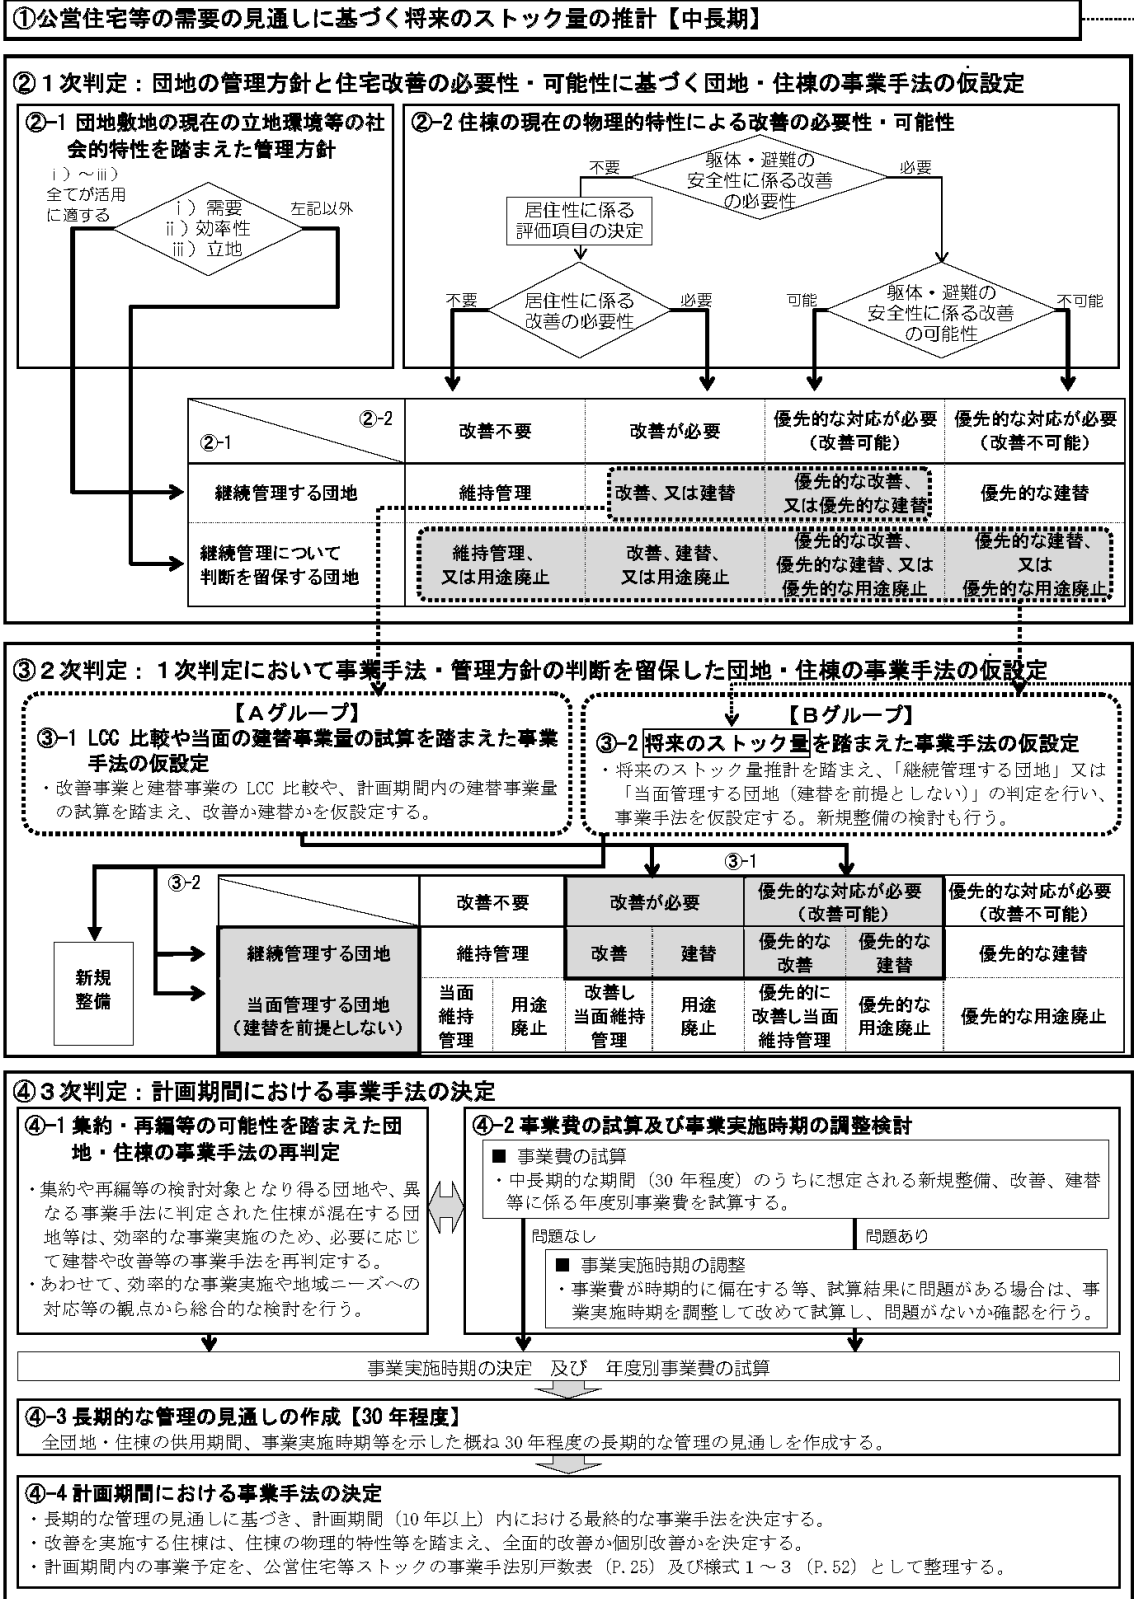 ①公営住宅等の需要の見通しに基づく将来のストック量の推計【中長期】
②１次判定：団地の管理方針と住宅改善の必要性・可能性に基づく団地・住棟の事業手法の仮設定
②-1 団地敷地の現在の立地環境等の社
会的特性を踏まえた管理方針
ⅰ）～ⅲ）
全てが活用
に適する
ⅰ）需要
ⅱ）効率性
ⅲ）立地
左記以外
②-2 住棟の現在の物理的特性による改善の必要性・可能性
不要
躯体・避難の
安全性に係る改善
の必要性
必要
居住性に係る
評価項目の決定
不要
居住性に係る
改善の必要性
必要
可能
躯体・避難の
安全性に係る改善
の可能性
不可能
②-2
②-1
改善不要
改善が必要
優先的な対応が必要
（改善可能）
優先的な対応が必要
（改善不可能）
継続管理する団地
維持管理
改善、又は建替
優先的な改善、
又は優先的な建替
優先的な建替
継続管理について
判断を留保する団地
維持管理、
又は用途廃止
改善、建替、
又は用途廃止
優先的な改善、
優先的な建替、又は
優先的な用途廃止
優先的な建替、
又は
優先的な用途廃止
③２次判定：１次判定において事業手法・管理方針の判断を留保した団地・住棟の事業手法の仮設定
【Ａグループ】
③-1 LCC 比較や当面の建替事業量の試算を踏まえた事業
手法の仮設定
・改善事業と建替事業の LCC 比較や、計画期間内の建替事業量
の試算を踏まえ、改善か建替かを仮設定する。
【Ｂグループ】
③-2 将来のストック量を踏まえた事業手法の仮設定
・将来のストック量推計を踏まえ、「継続管理する団地」又は
「当面管理する団地（建替を前提としない）」の判定を行い、
事業手法を仮設定する。新規整備の検討も行う。
③-1
③-2
新規
整備
改善不要
改善が必要
優先的な対応が必要
（改善可能）
優先的な対応が必要
（改善不可能）
継続管理する団地
維持管理
改善
建替
優先的な
改善
優先的な
建替
優先的な建替
当面管理する団地
（建替を前提としない）
当面
維持
管理
用途
廃止
改善し
当面維持
管理
用途
廃止
優先的に
改善し当面
維持管理
優先的な
用途廃止
優先的な用途廃止
④３次判定：計画期間における事業手法の決定
④-1 集約・再編等の可能性を踏まえた団
地・住棟の事業手法の再判定
・集約や再編等の検討対象となり得る団地や、異
なる事業手法に判定された住棟が混在する団
地等は、効率的な事業実施のため、必要に応じ
て建替や改善等の事業手法を再判定する。
・あわせて、効率的な事業実施や地域ニーズへの
対応等の観点から総合的な検討を行う。
④-2 事業費の試算及び事業実施時期の調整検討
■ 事業費の試算
・中長期的な期間（30 年程度）のうちに想定される新規整備、改善、建替
等に係る年度別事業費を試算する。
問題なし
問題あり
■ 事業実施時期の調整
・事業費が時期的に偏在する等、試算結果に問題がある場合は、事
業実施時期を調整して改めて試算し、問題がないか確認を行う。
事業実施時期の決定 及び 年度別事業費の試算
④-3 長期的な管理の見通しの作成【30 年程度】
全団地・住棟の供用期間、事業実施時期等を示した概ね 30 年程度の長期的な管理の見通しを作成する。
④-4 計画期間における事業手法の決定
・長期的な管理の見通しに基づき、計画期間（10 年以上）内における最終的な事業手法を決定する。
・改善を実施する住棟は、住棟の物理的特性等を踏まえ、全面的改善か個別改善かを決定する。
・計画期間内の事業予定を、公営住宅等ストックの事業手法別戸数表（P.25）及び様式１～３（P.52）として整理する。